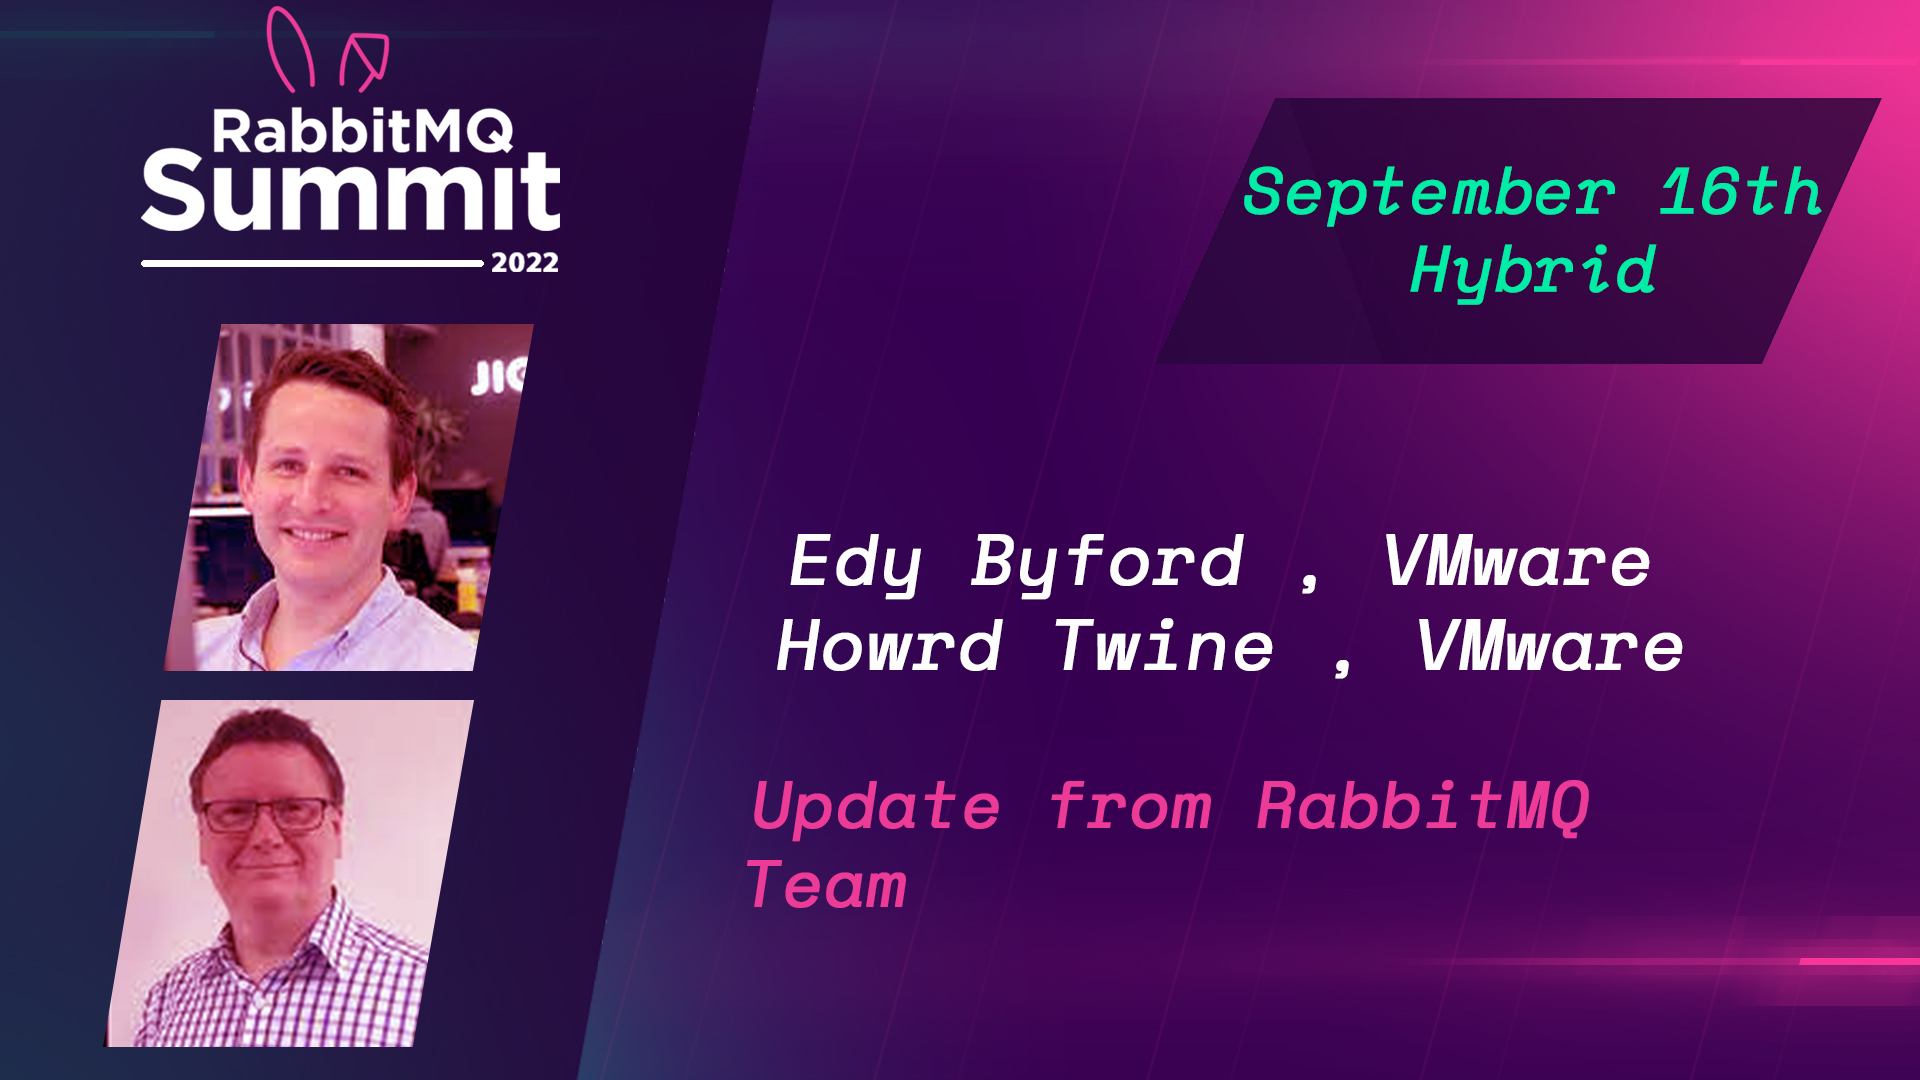 RabbitMQ
Summit
2022
September 16th
Hybrid
JIG
Edy Byford , VMware
Howrd Twine , VMware
Update from RabbitMQ
Team